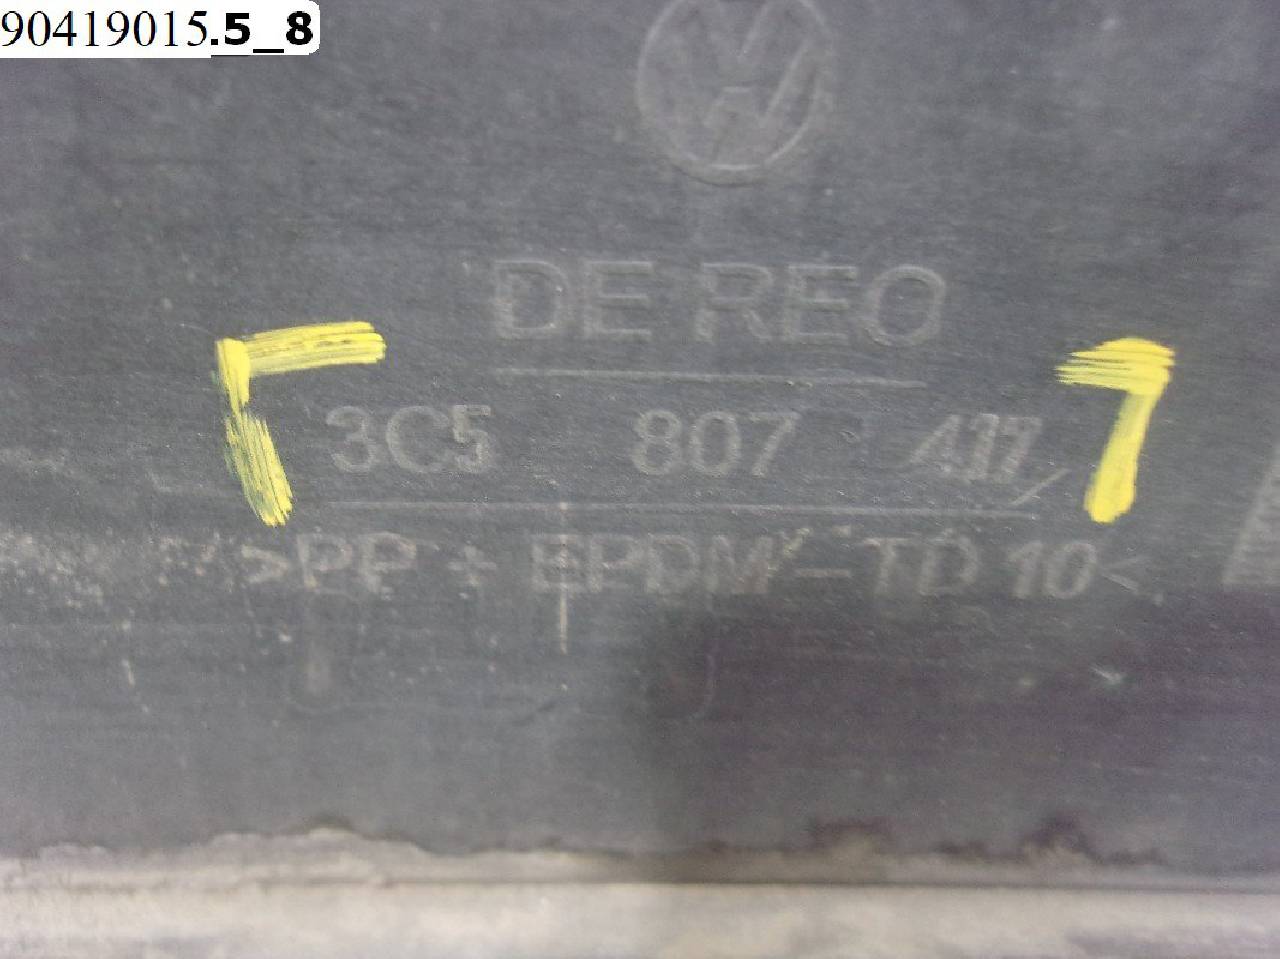 90419015.5_8
DE REO
3C5 807 417
>PP + EPDM - TD 10<